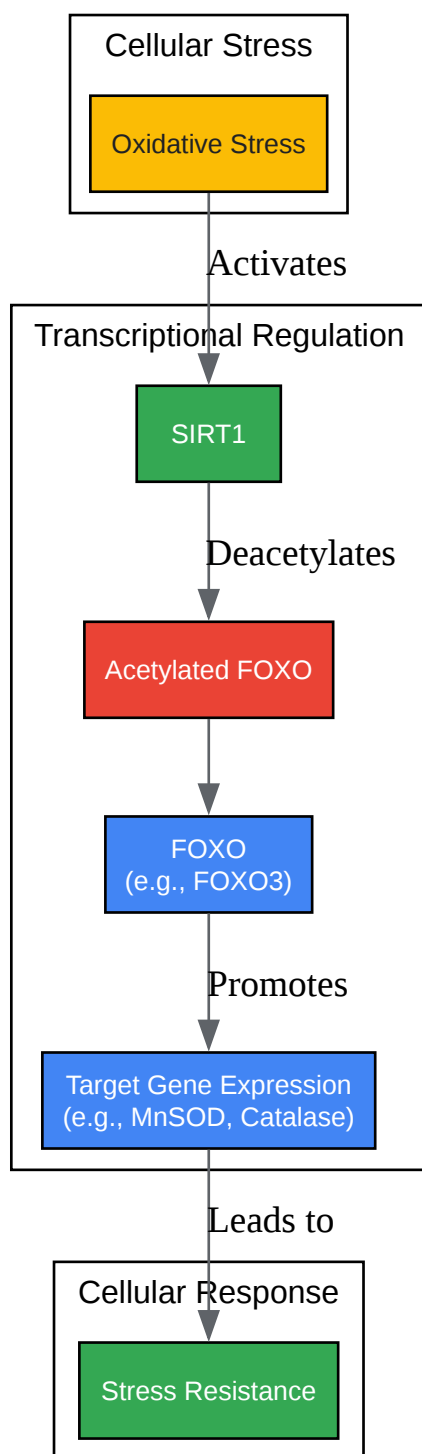 Cellular Stress
Oxidative Stress
Activates
Transcriptional Regulation
SIRT1
Deacetylates
Acetylated FOXO
FOXO
(e.g., FOXO3)
Promotes
Target Gene Expression
(e.g., MnSOD, Catalase)
Leads to
Cellular Response
Stress Resistance